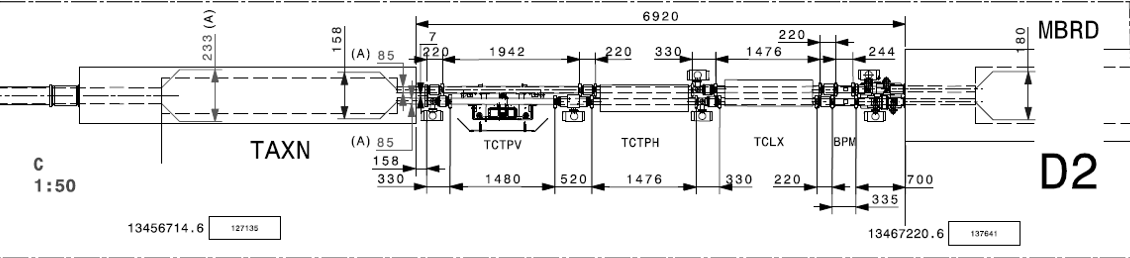 6920
MBRD
233 (A)
158
(A) 85
7
220
1942
220
330
1476
220
244
180
TAXN
(A) 85
TCTPV
TCTPH
TCLX
BPM
D2
C
1:50
158
330
1480
520
1476
330
220
700
335
13456714.6 127135
13467220.6 137641